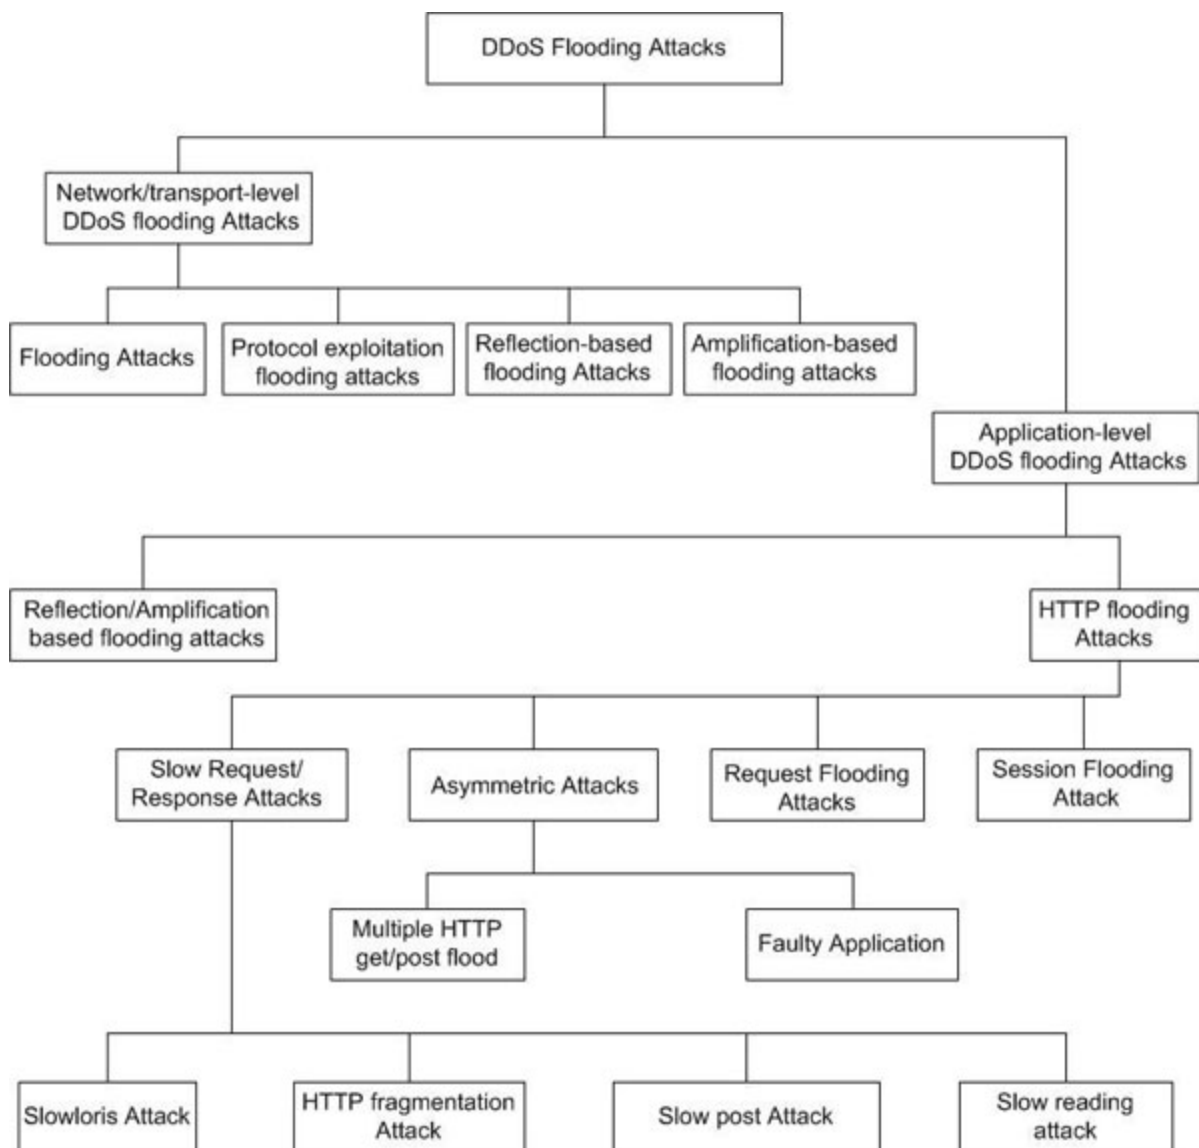 DDoS Flooding Attacks
Network/transport-level
DDoS flooding Attacks
Flooding Attacks
Protocol exploitation
flooding attacks
Reflection-based
flooding Attacks
Amplification-based
flooding attacks
Application-level
DDoS flooding Attacks
Reflection/Amplification
based flooding attacks
HTTP flooding
Attacks
Slow Request/
Response Attacks
Asymmetric Attacks
Request Flooding
Attacks
Session Flooding
Attack
Multiple HTTP
get/post flood
Faulty Application
Slowloris Attack
HTTP fragmentation
Attack
Slow post Attack
Slow reading
attack